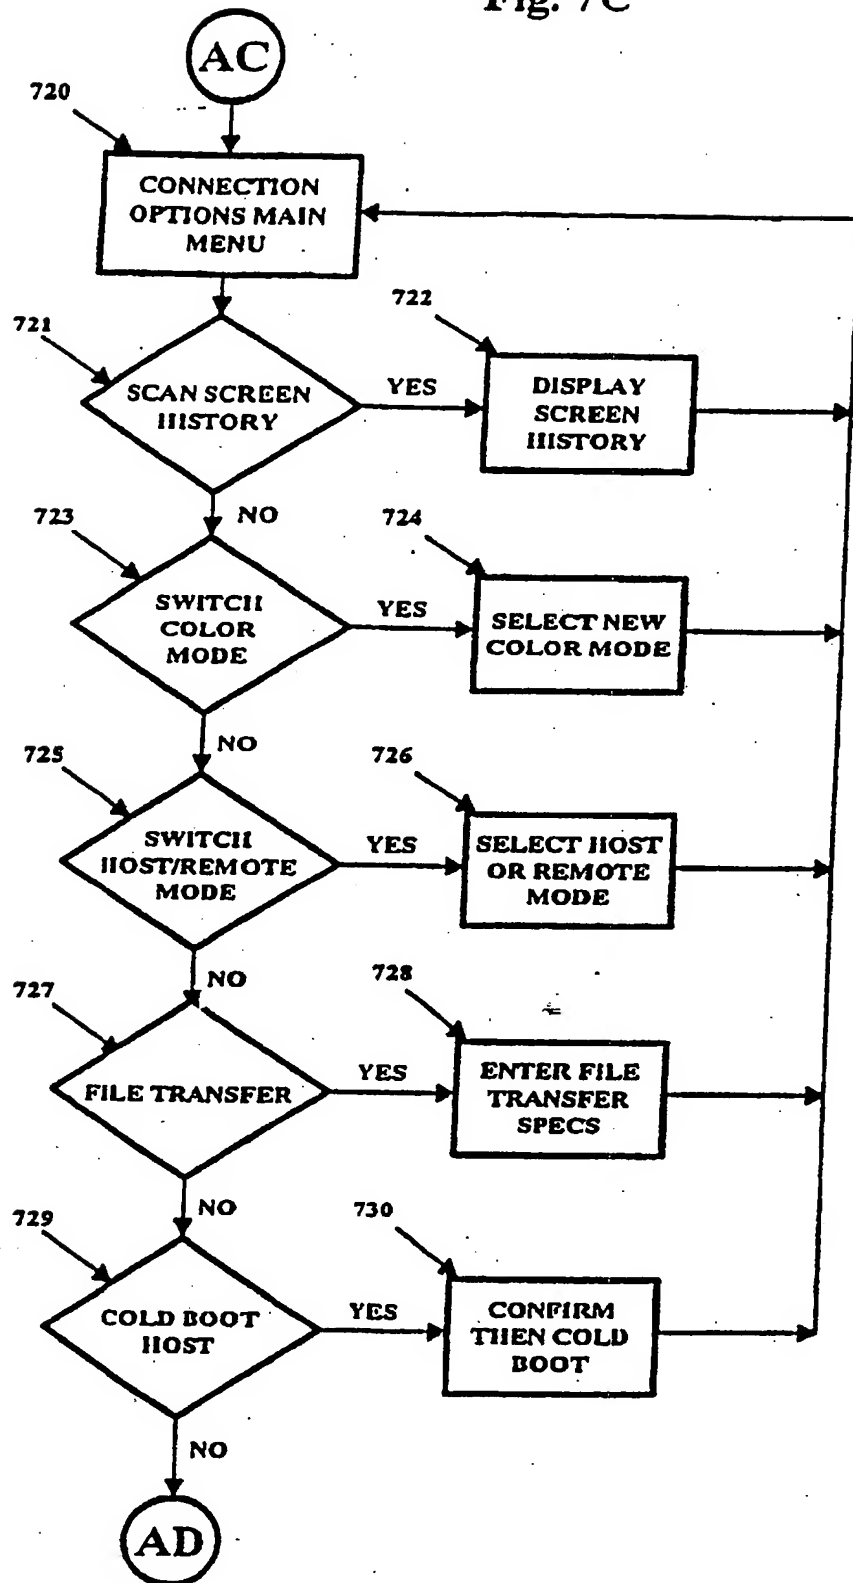 Fig. 7C
AC
720
CONNECTION
OPTIONS MAIN
MENU
721
SCAN SCREEN
HISTORY
YES
722
DISPLAY
SCREEN
HISTORY
NO
723
SWITCH
COLOR
MODE
YES
724
SELECT NEW
COLOR MODE
NO
725
SWITCH
HOST/REMOTE
MODE
YES
726
SELECT HOST
OR REMOTE
MODE
NO
727
FILE TRANSFER
YES
728
ENTER FILE
TRANSFER
SPECS
NO
729
COLD BOOT
HOST
YES
730
CONFIRM
THEN COLD
BOOT
NO
AD